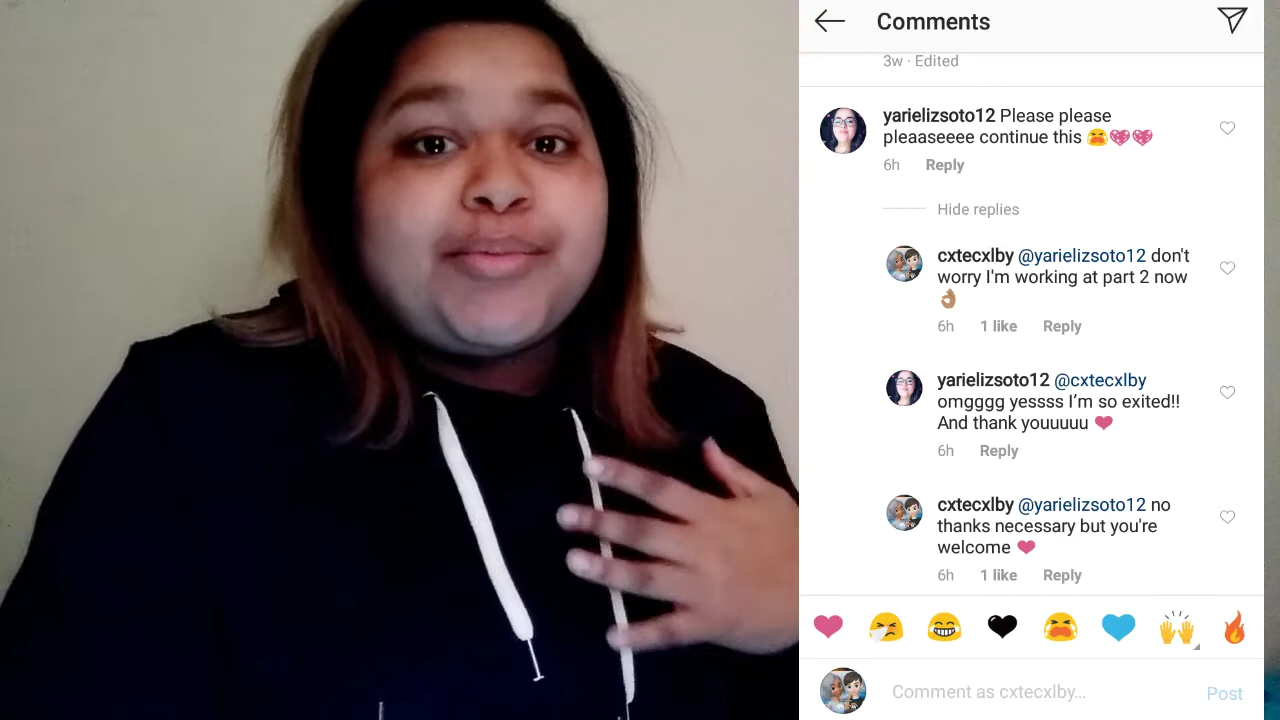 Comments
3w · Edited
yarielizsoto12 Please please
pleaaseeee continue this 😫💖💖
6h Reply
Hide replies
cxtecxlby @yarielizsoto12 don't
worry I'm working at part 2 now
👌🏽
6h 1 like Reply
yarielizsoto12 @cxtecxlby
omgggg yessss I’m so exited!!
And thank youuuuu ❤
6h Reply
cxtecxlby @yarielizsoto12 no
thanks necessary but you're
welcome ❤
6h 1 like Reply
Comment as cxtecxlby...
Post